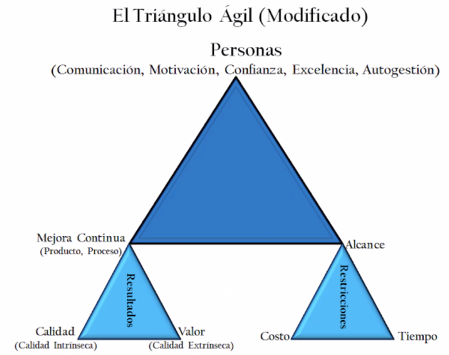 El Triángulo Ágil (Modificado)
Personas
(Comunicación, Motivación, Confianza, Excelencia, Autogestión)
Mejora Continua
(Producto, Proceso)
Alcance
Resultados
Restricciones
Calidad
(Calidad Intrínseca)
Valor
(Calidad Extrínseca)
Costo
Tiempo